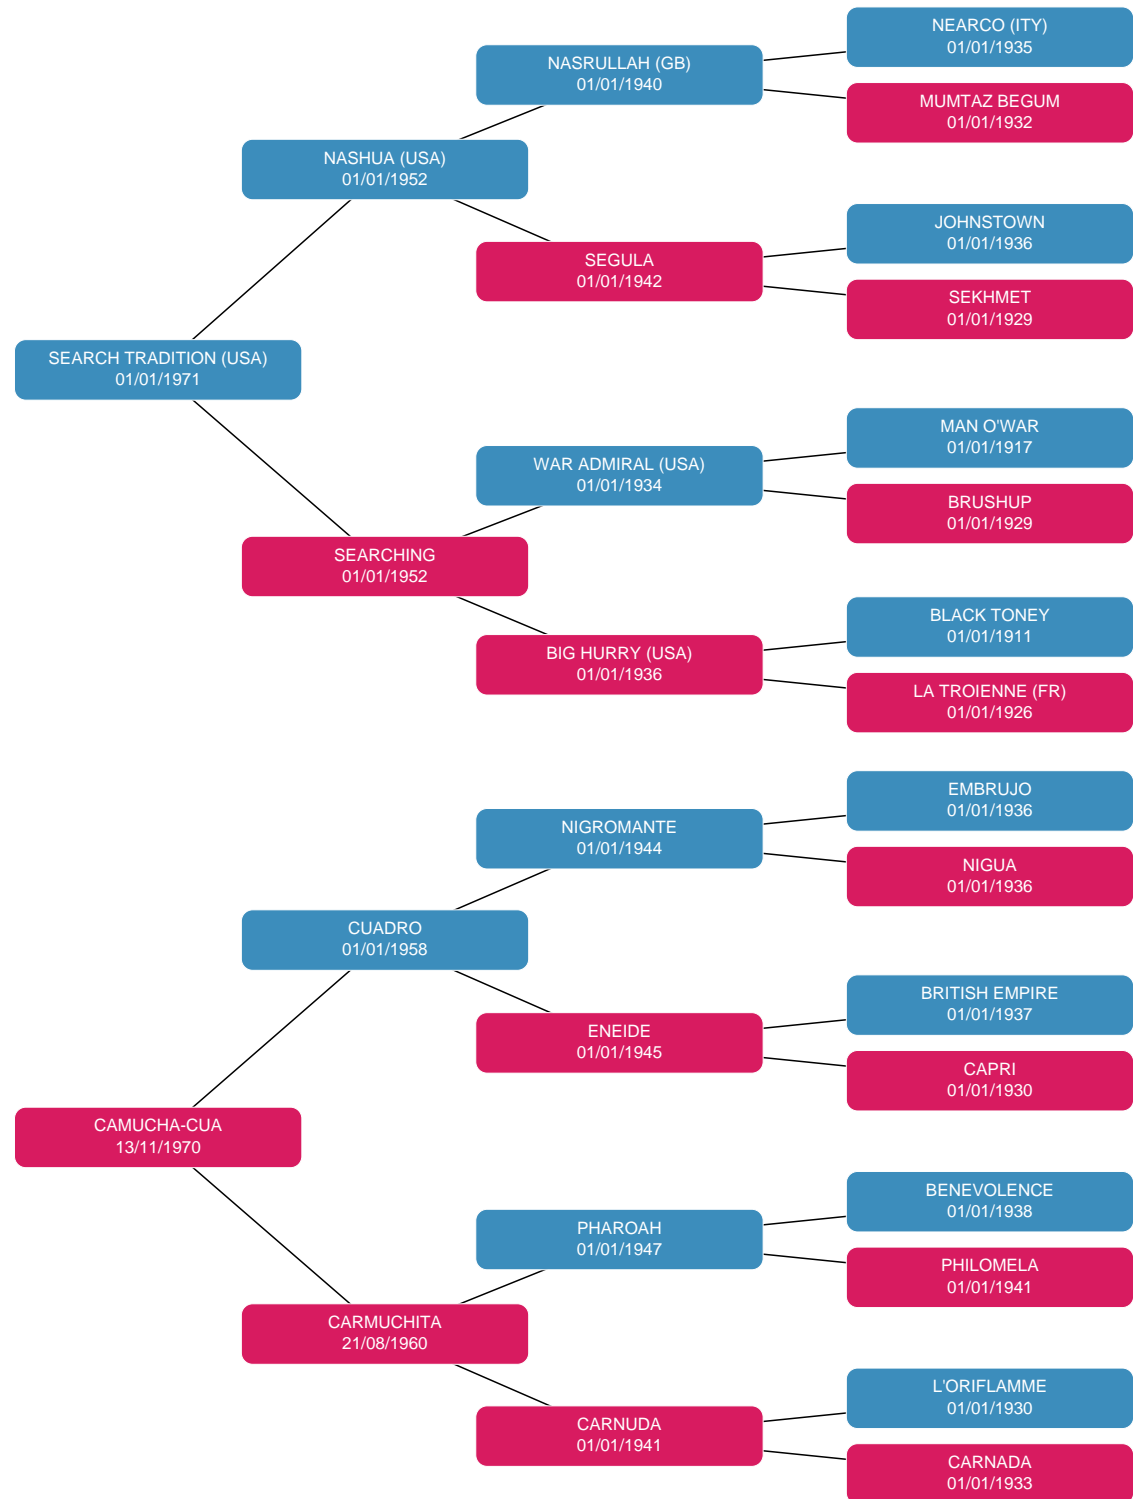 NEARCO (ITY)
01/01/1935
NASRULLAH (GB)
01/01/1940
MUMTAZ BEGUM
01/01/1932
NASHUA (USA)
01/01/1952
JOHNSTOWN
01/01/1936
SEGULA
01/01/1942
SEKHMET
01/01/1929
SEARCH TRADITION (USA)
01/01/1971
MAN O'WAR
01/01/1917
WAR ADMIRAL (USA)
01/01/1934
BRUSHUP
01/01/1929
SEARCHING
01/01/1952
BLACK TONEY
01/01/1911
BIG HURRY (USA)
01/01/1936
LA TROIENNE (FR)
01/01/1926
EMBRUJO
01/01/1936
NIGROMANTE
01/01/1944
NIGUA
01/01/1936
CUADRO
01/01/1958
BRITISH EMPIRE
01/01/1937
ENEIDE
01/01/1945
CAPRI
01/01/1930
CAMUCHA-CUA
13/11/1970
BENEVOLENCE
01/01/1938
PHAROAH
01/01/1947
PHILOMELA
01/01/1941
CARMUCHITA
21/08/1960
L'ORIFLAMME
01/01/1930
CARNUDA
01/01/1941
CARNADA
01/01/1933